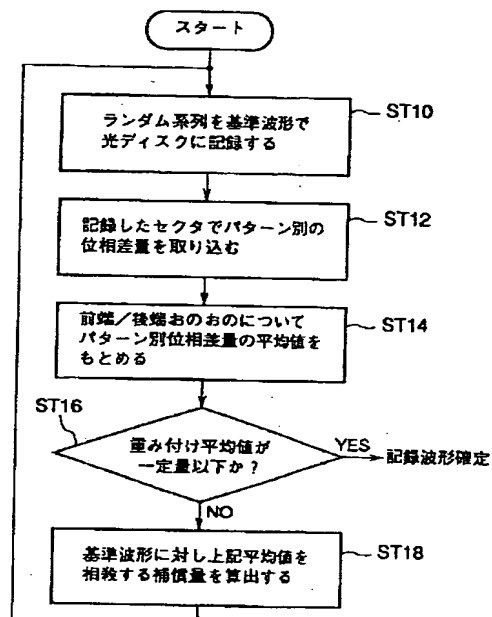 スタート
ランダム系列を基準波形で
光ディスクに記録する
ST10
記録したセクタでパターン別の
位相差量を取り込む
ST12
前端/後端おのおのについて
パターン別位相差量の平均値を
もとめる
ST14
ST16
重み付け平均値が
一定量以下か?
YES
記録波形確定
NO
基準波形に対し上記平均値を
相殺する補償量を算出する
ST18